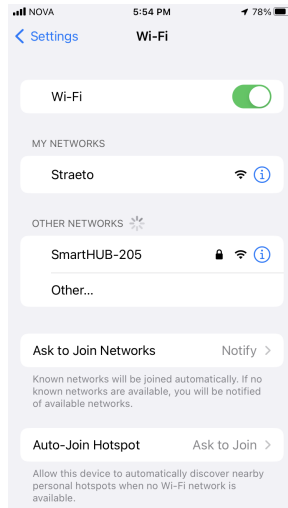 NOVA 5:54 PM 78%
Settings Wi-Fi
Wi-Fi
MY NETWORKS
Straeto
OTHER NETWORKS
SmartHUB-205
Other...
Ask to Join Networks Notify
Known networks will be joined automatically. If no
known networks are available, you will be notified
of available networks.
Auto-Join Hotspot Ask to Join
Allow this device to automatically discover nearby
personal hotspots when no Wi-Fi network is
available.